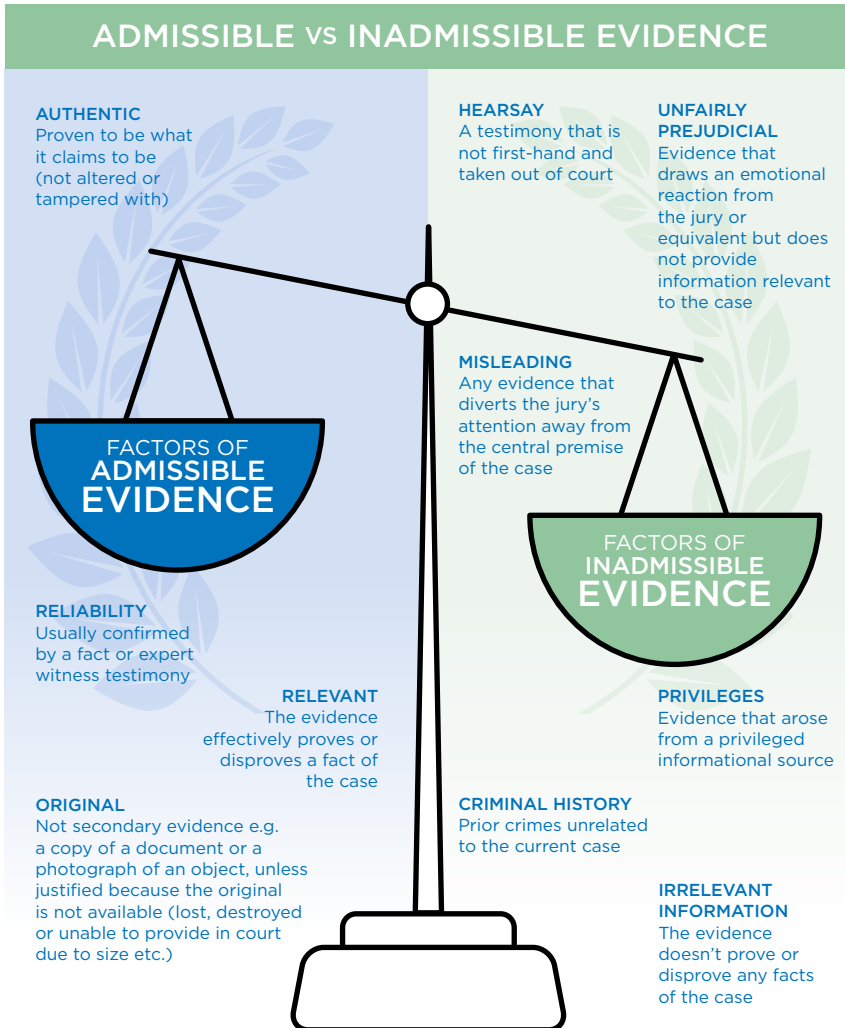 ADMISSIBLE VS INADMISSIBLE EVIDENCE
AUTHENTIC
Proven to be what
it claims to be
(not altered or
tampered with)
FACTORS OF
ADMISSIBLE
EVIDENCE
RELIABILITY
Usually confirmed
by a fact or expert
witness testimony
RELEVANT
The evidence
effectively proves or
disproves a fact of
the case
ORIGINAL
Not secondary evidence e.g.
a copy of a document or a
photograph of an object, unless
justified because the original
is not available (lost, destroyed
or unable to provide in court
due to size etc.)
HEARSAY
A testimony that is
not first-hand and
taken out of court
UNFAIRLY
PREJUDICIAL
Evidence that
draws an emotional
reaction from
the jury or
equivalent but does
not provide
information relevant
to the case
MISLEADING
Any evidence that
diverts the jury's
attention away from
the central premise
of the case
FACTORS OF
INADMISSIBLE
EVIDENCE
PRIVILEGES
Evidence that arose
from a privileged
informational source
CRIMINAL HISTORY
Prior crimes unrelated
to the current case
IRRELEVANT
INFORMATION
The evidence
doesn't prove or
disprove any facts
of the case